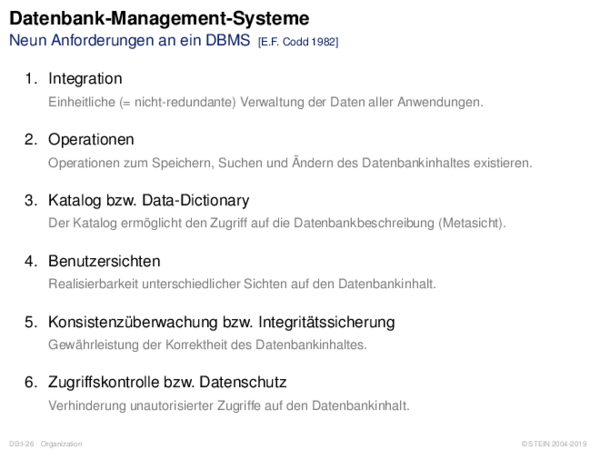 Datenbank-Management-Systeme
Neun Anforderungen an ein DBMS [E.F. Codd 1982]
1. Integration
Einheitliche (= nicht-redundante) Verwaltung der Daten aller Anwendungen.
2. Operationen
Operationen zum Speichern, Suchen und Ändern des Datenbankinhaltes existieren.
3. Katalog bzw. Data-Dictionary
Der Katalog ermöglicht den Zugriff auf die Datenbankbeschreibung (Metasicht).
4. Benutzersichten
Realisierbarkeit unterschiedlicher Sichten auf den Datenbankinhalt.
5. Konsistenzüberwachung bzw. Integritätssicherung
Gewährleistung der Korrektheit des Datenbankinhaltes.
6. Zugriffskontrolle bzw. Datenschutz
Verhinderung unautorisierter Zugriffe auf den Datenbankinhalt.
DB:I-26 Organization
© STEIN 2004-2019